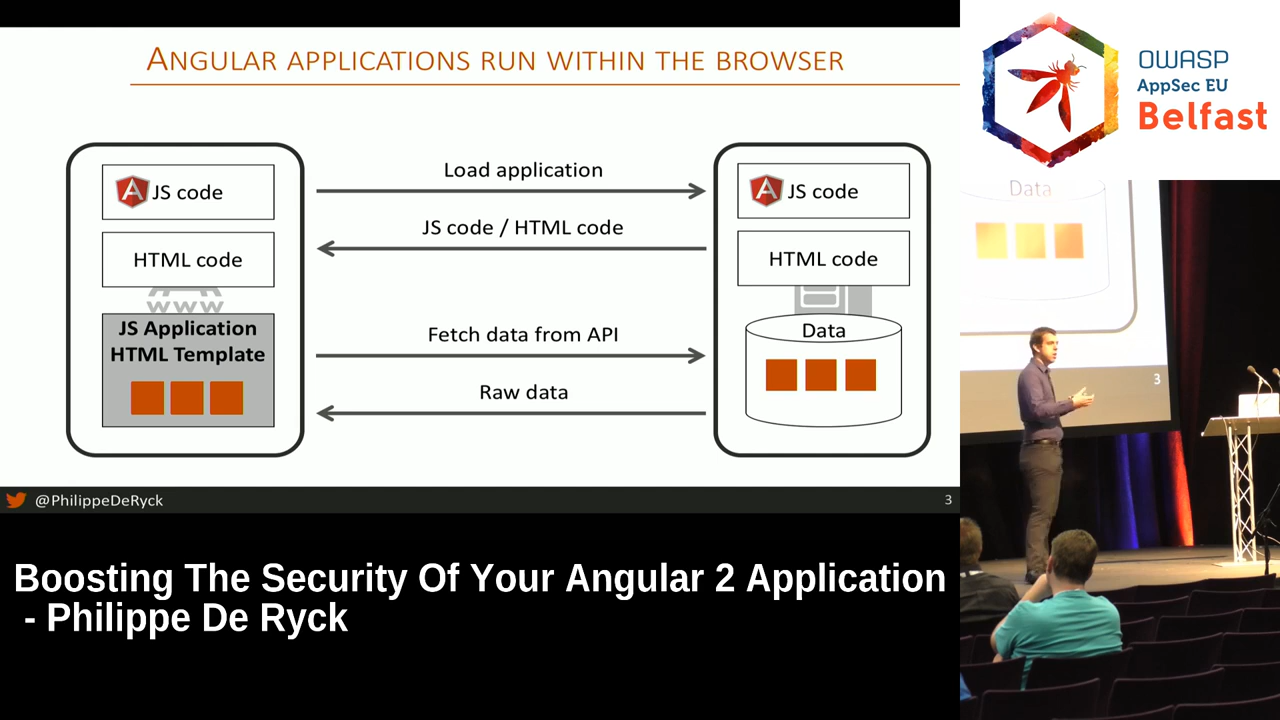 ANGULAR APPLICATIONS RUN WITHIN THE BROWSER
JS code
HTML code
WWW
JS Application
HTML Template
Load application
JS code / HTML code
Fetch data from API
Raw data
JS code
HTML code
Data
@PhilippeDeRyck
3
Boosting The Security Of Your Angular 2 Application
- Philippe De Ryck
OWASP
AppSec EU
Belfast
Data
3